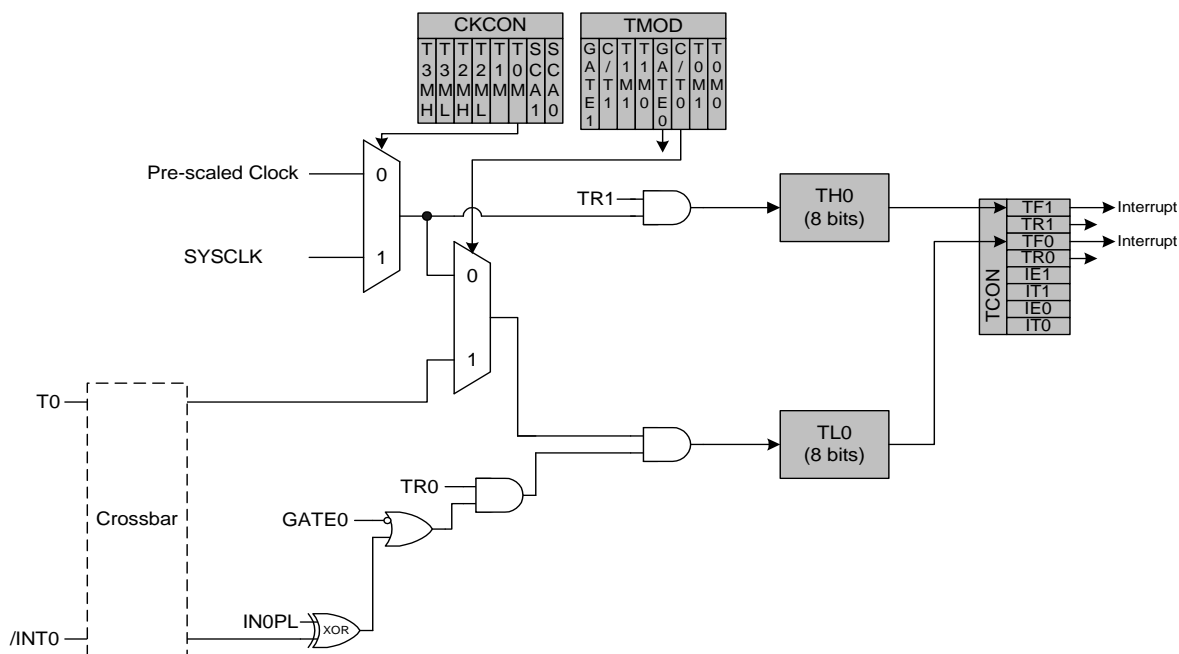 CKCON
T3MH
T3ML
T2MH
T2ML
T1M
T0M
SCA1
SCA0
TMOD
GATE1
C/T1
T1M1
T1M0
GATE0
C/T0
T0M1
T0M0
Pre-scaled Clock
0
SYSCLK
1
TR1
TH0
(8 bits)
TCON
TF1
TR1
TF0
TR0
IE1
IT1
IE0
IT0
Interrupt
Interrupt
0
1
T0
Crossbar
/INT0
TL0
(8 bits)
TR0
GATE0
IN0PL
XOR